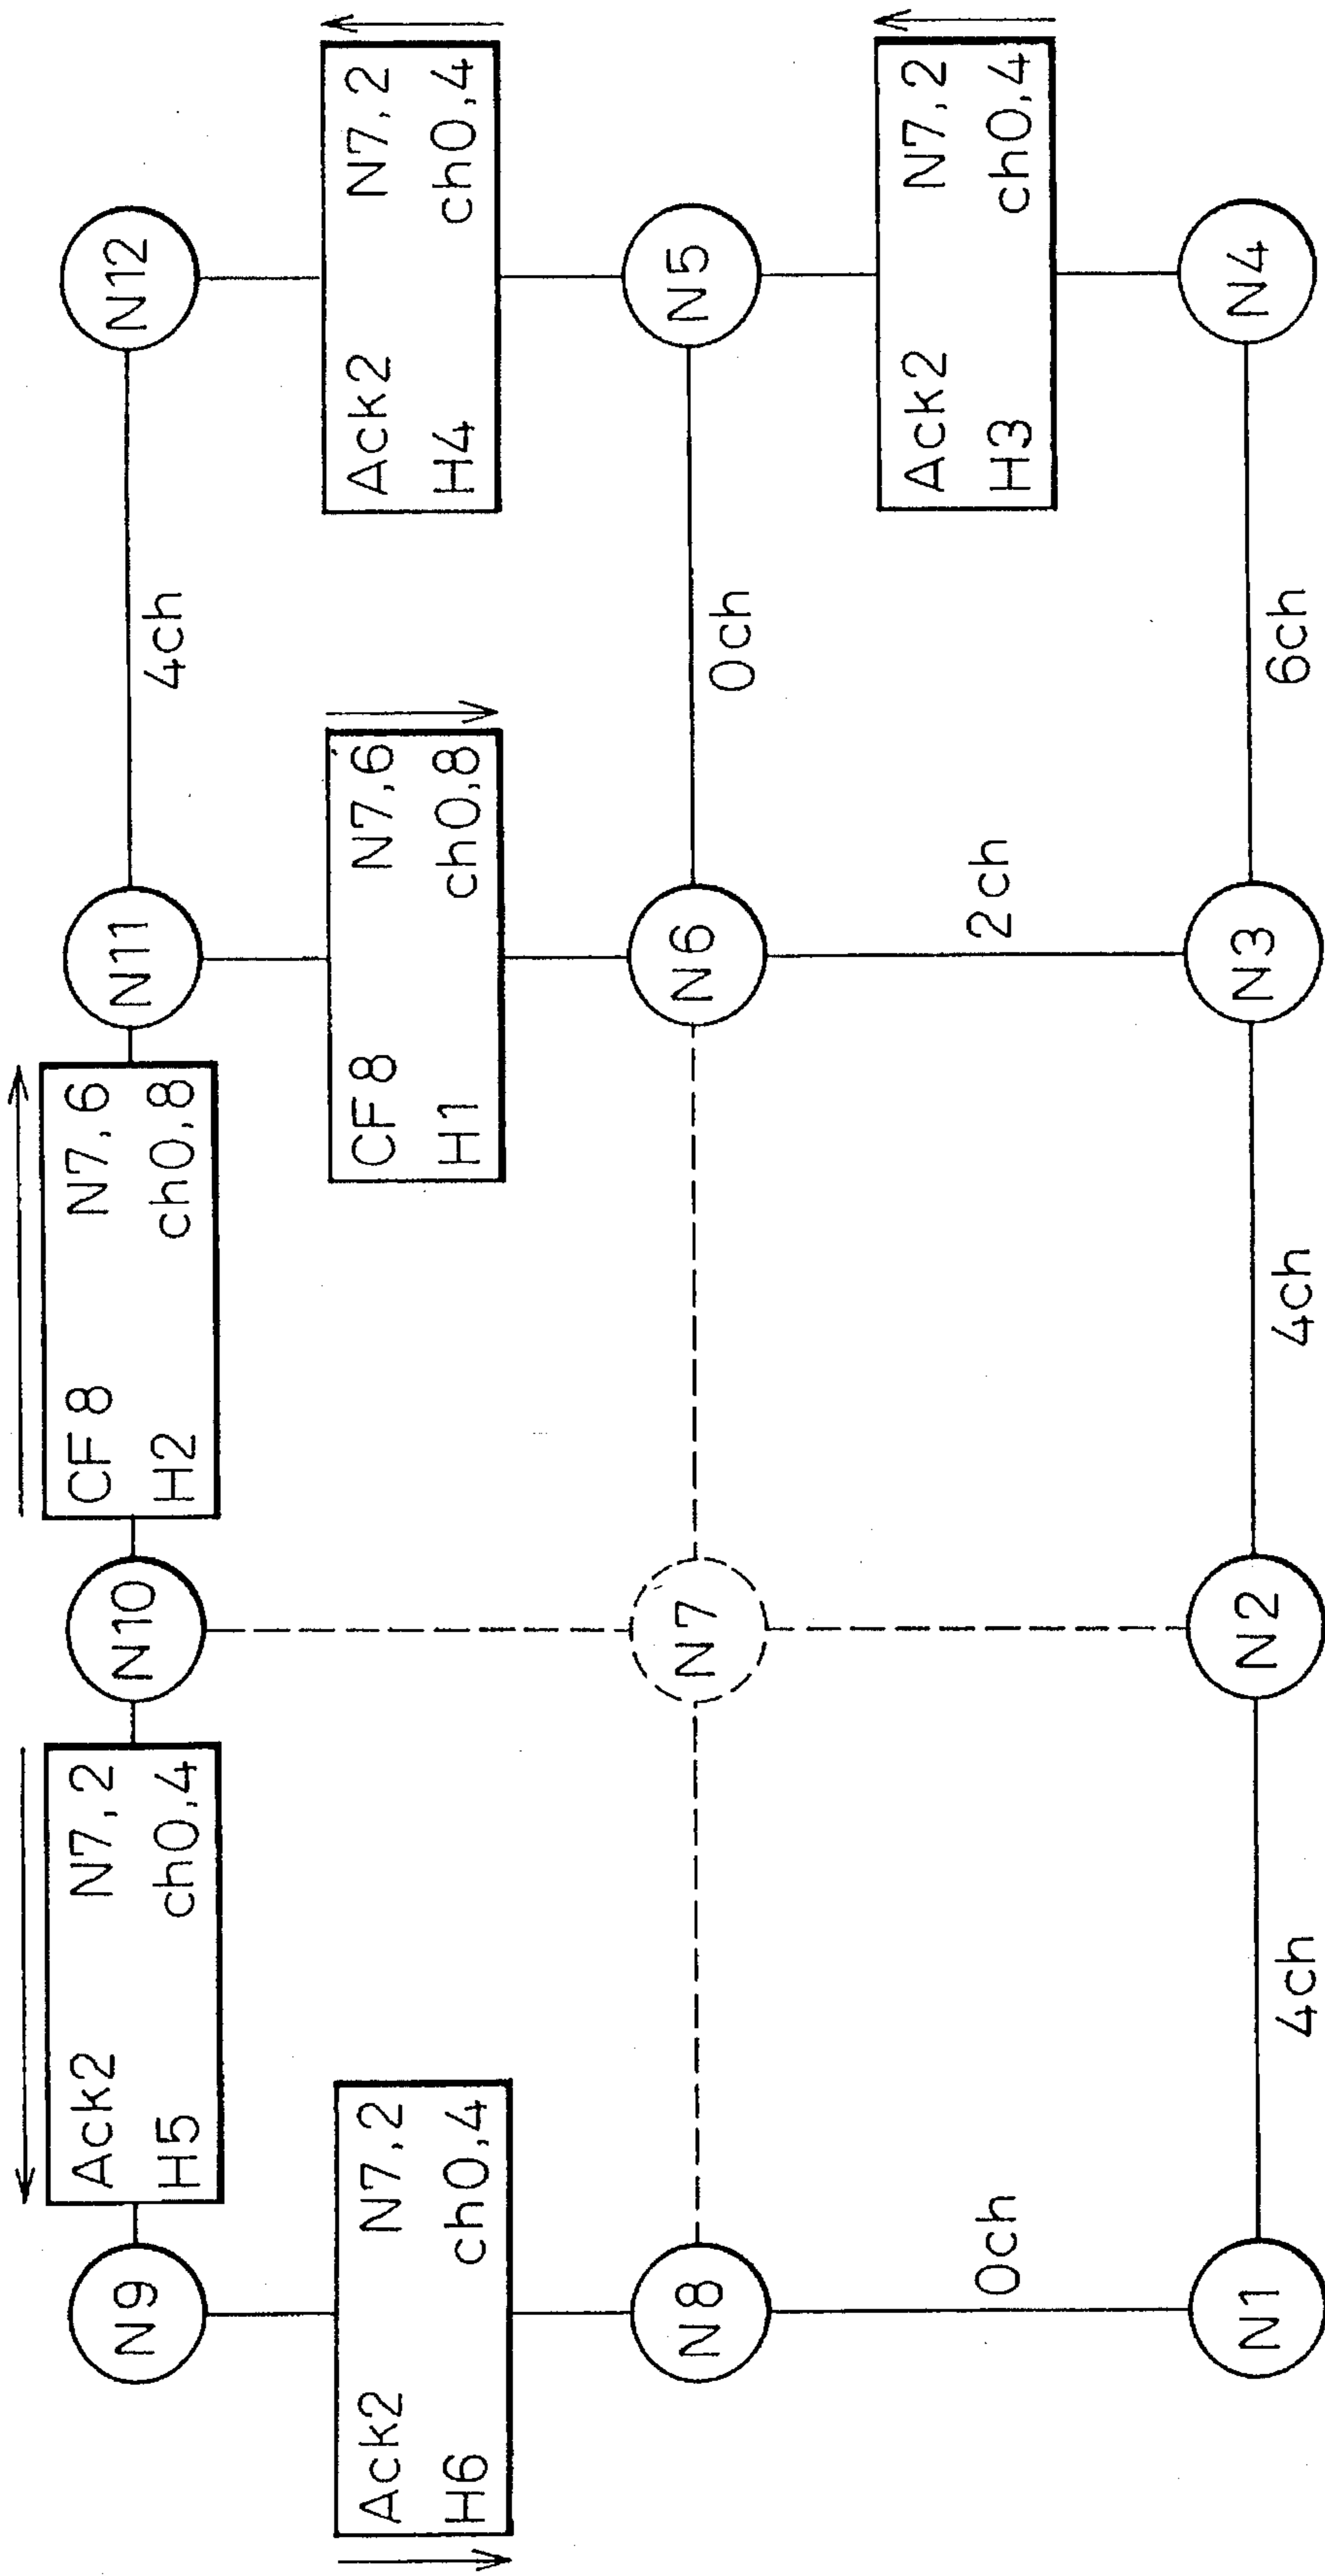 N9
Ack2 N7,2
H5 ch0,4
N10
CF8 N7,6
H2 ch0,8
N11
4ch
N12
Ack2 N7,2
H6 ch0,4
CF8 N7,6
H1 ch0,8
Ack2 N7,2
H4 ch0,4
N8
N7
N6
0ch
N5
0ch
2ch
Ack2 N7,2
H3 ch0,4
N1
4ch
N2
4ch
N3
6ch
N4